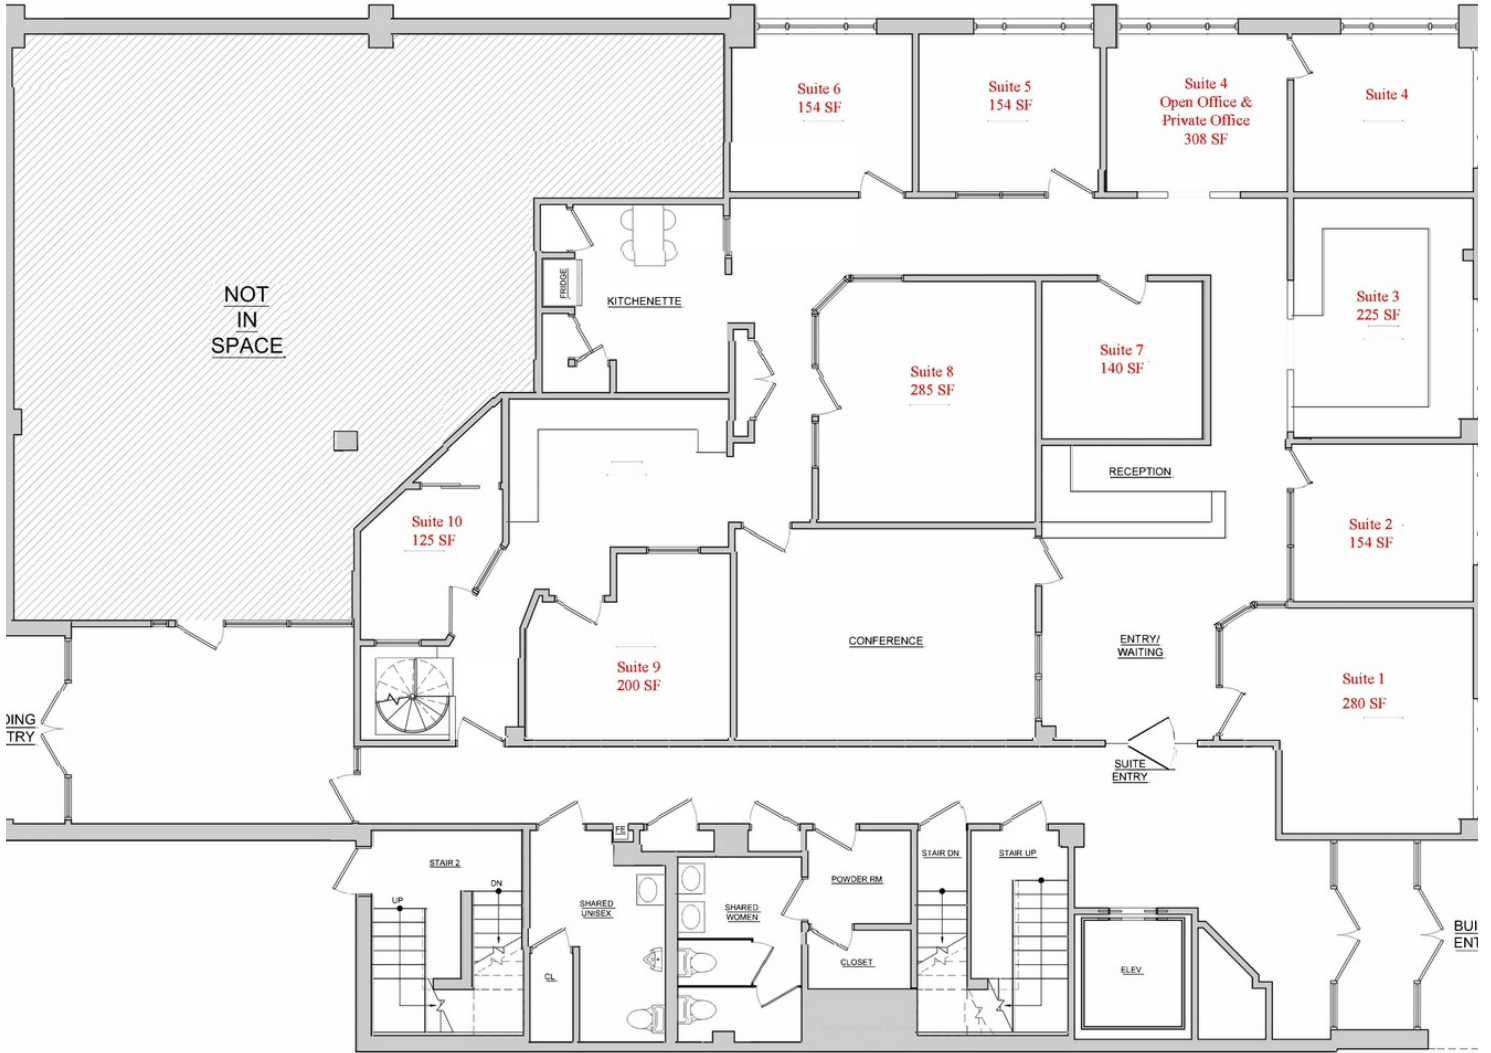 Suite 6
154 SF
Suite 5
154 SF
Suite 4
Open Office &
Private Office
308 SF
Suite 4
NOT
IN
SPACE
FRIDGE
KITCHENETTE
Suite 3
225 SF
Suite 7
140 SF
Suite 8
285 SF
RECEPTION
Suite 10
125 SF
Suite 2
154 SF
CONFERENCE
ENTRY/
WAITING
Suite 9
200 SF
Suite 1
280 SF
DING
TRY
SUITE
ENTRY
FE
STAIR 2
STAIR DN
STAIR UP
POWDER RM
UP
DN
SHARED
UNISEX
SHARED
WOMEN
BUI
ENT
CL
CLOSET
ELEV